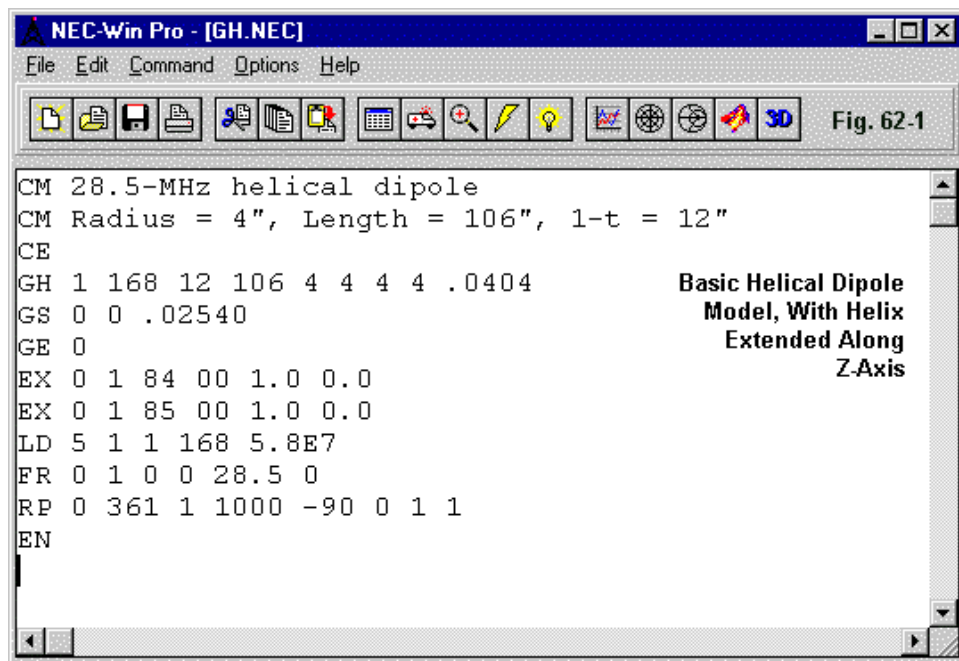 NEC-Win Pro - [GH.NEC]
File Edit Command Options Help
3D Fig. 62-1
CM 28.5-MHz helical dipole
CM Radius = 4", Length = 106", 1-t = 12"
CE
GH 1 168 12 106 4 4 4 4 .0404
GS 0 0 .02540
GE 0
EX 0 1 84 00 1.0 0.0
EX 0 1 85 00 1.0 0.0
LD 5 1 1 168 5.8E7
FR 0 1 0 0 28.5 0
RP 0 361 1 1000 -90 0 1 1
EN
Basic Helical Dipole
Model, With Helix
Extended Along
Z-Axis